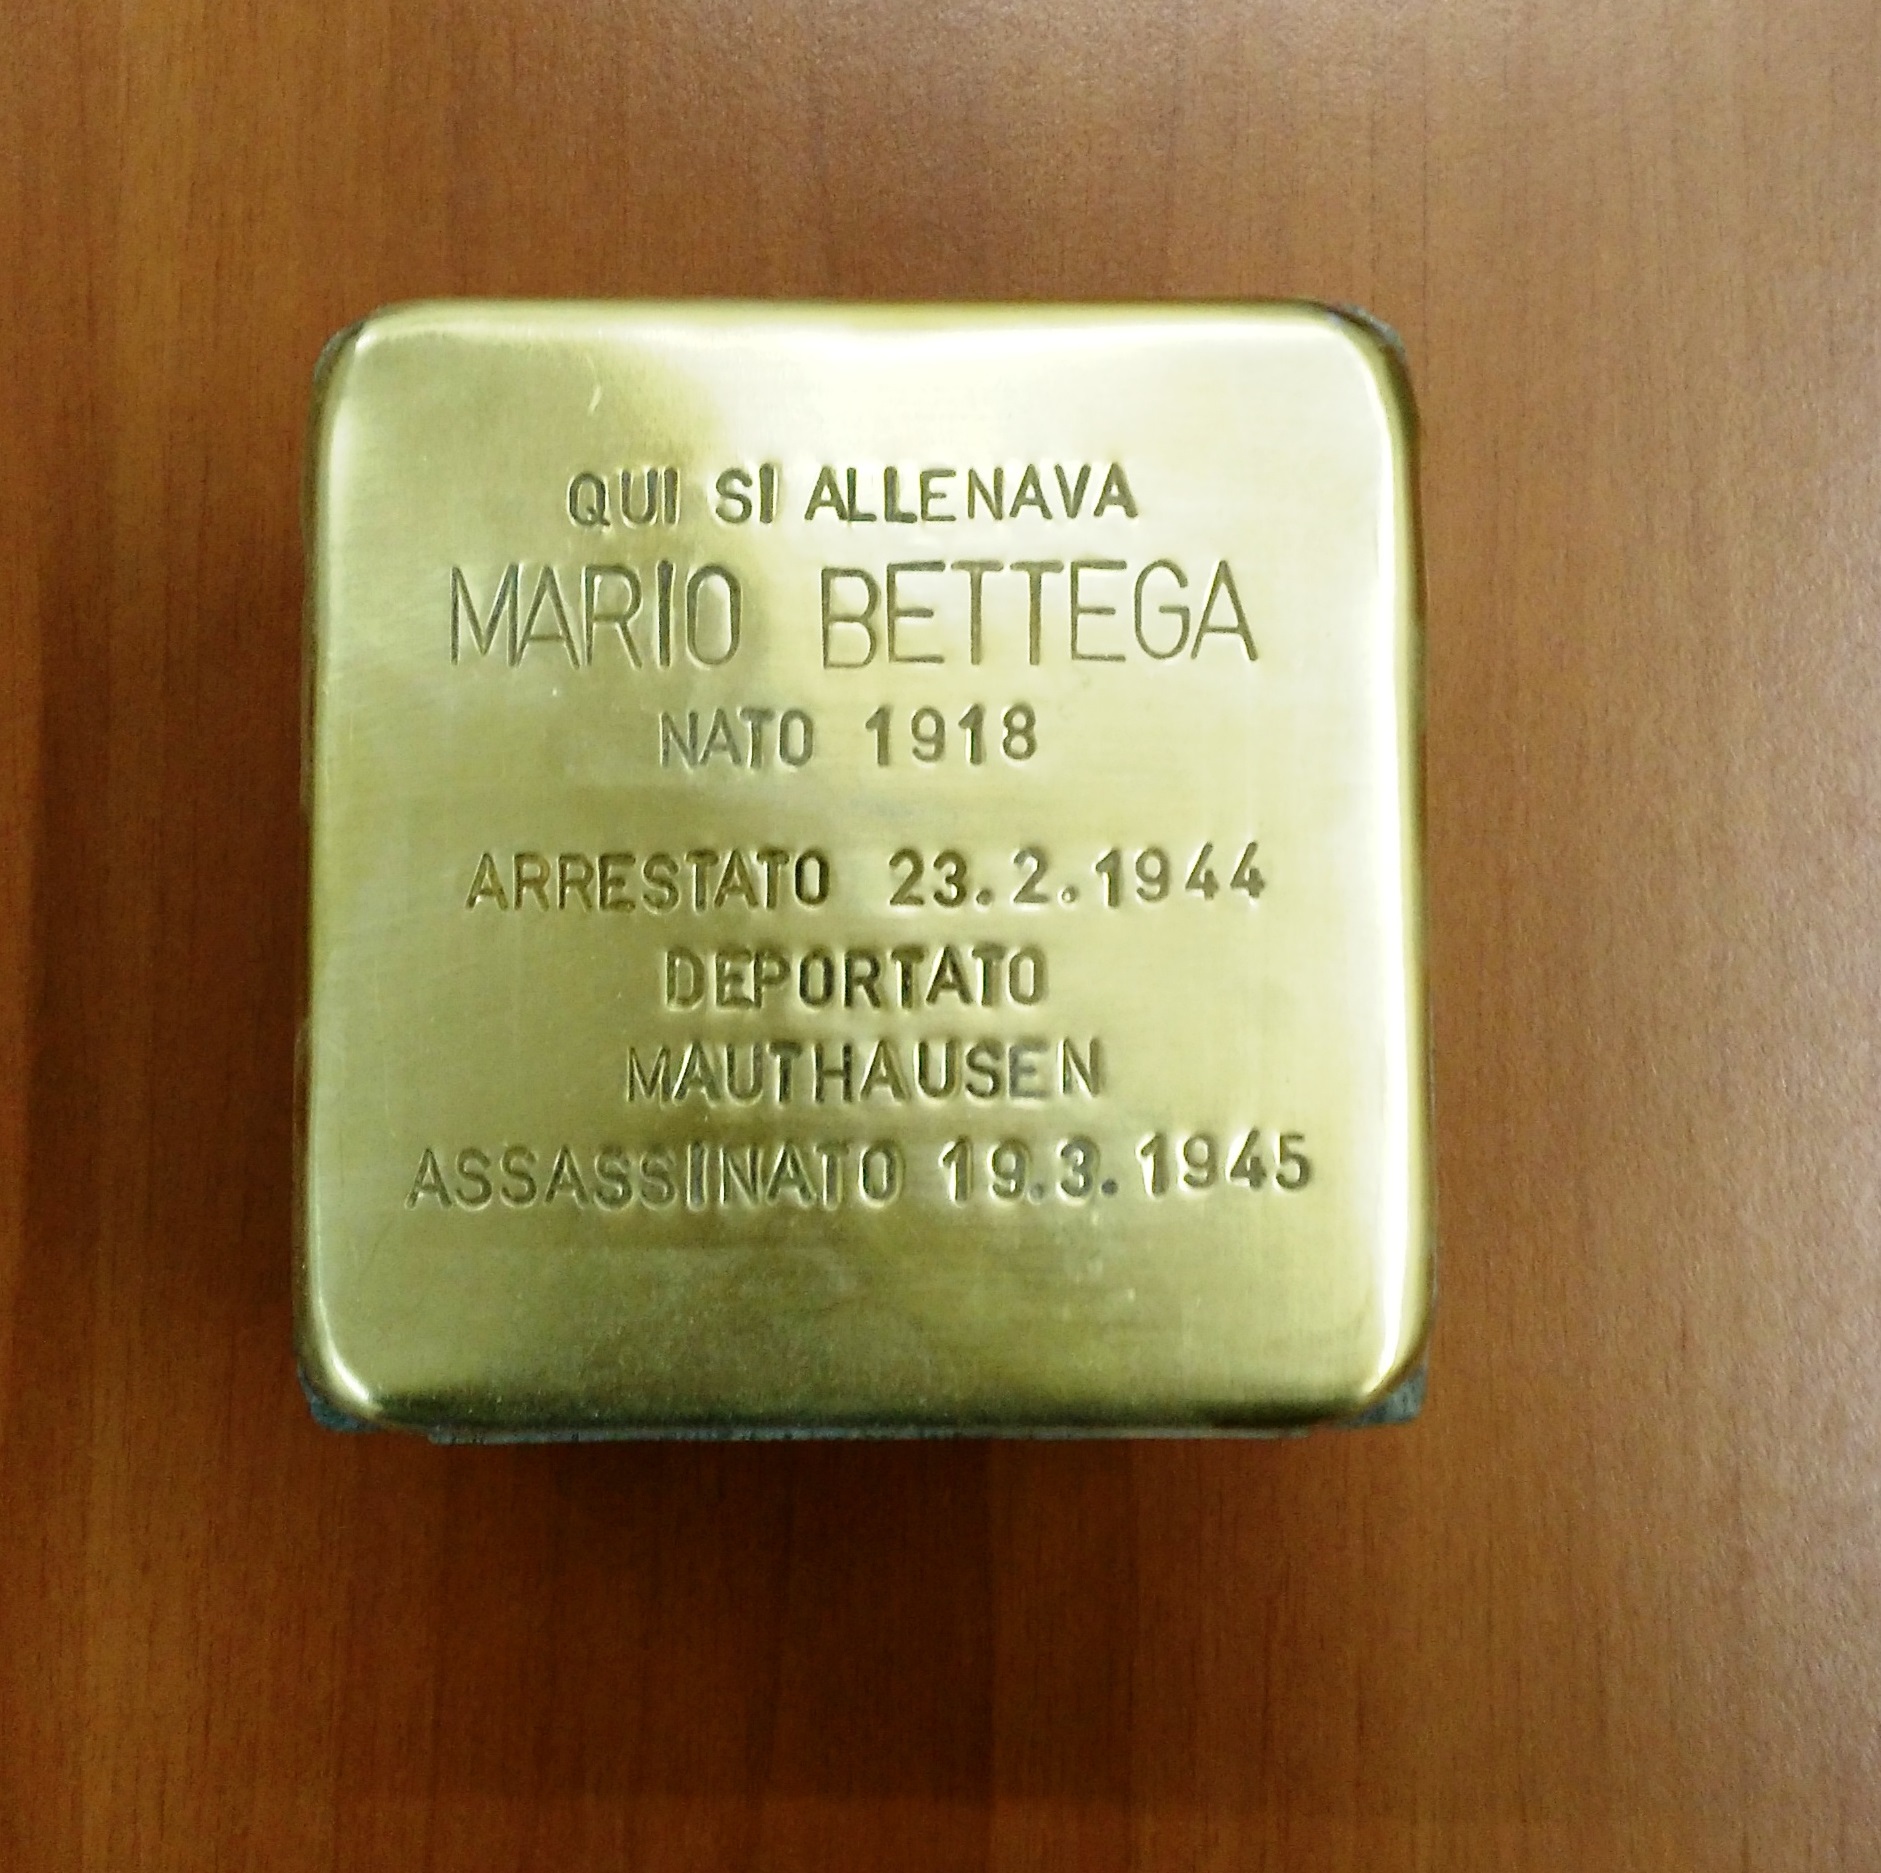 QUI SI ALLENAVA
MARIO BETTEGA
NATO 1918
ARRESTATO 23.2.1944
DEPORTATO
MAUTHAUSEN
ASSASSINATO 19.3.1945